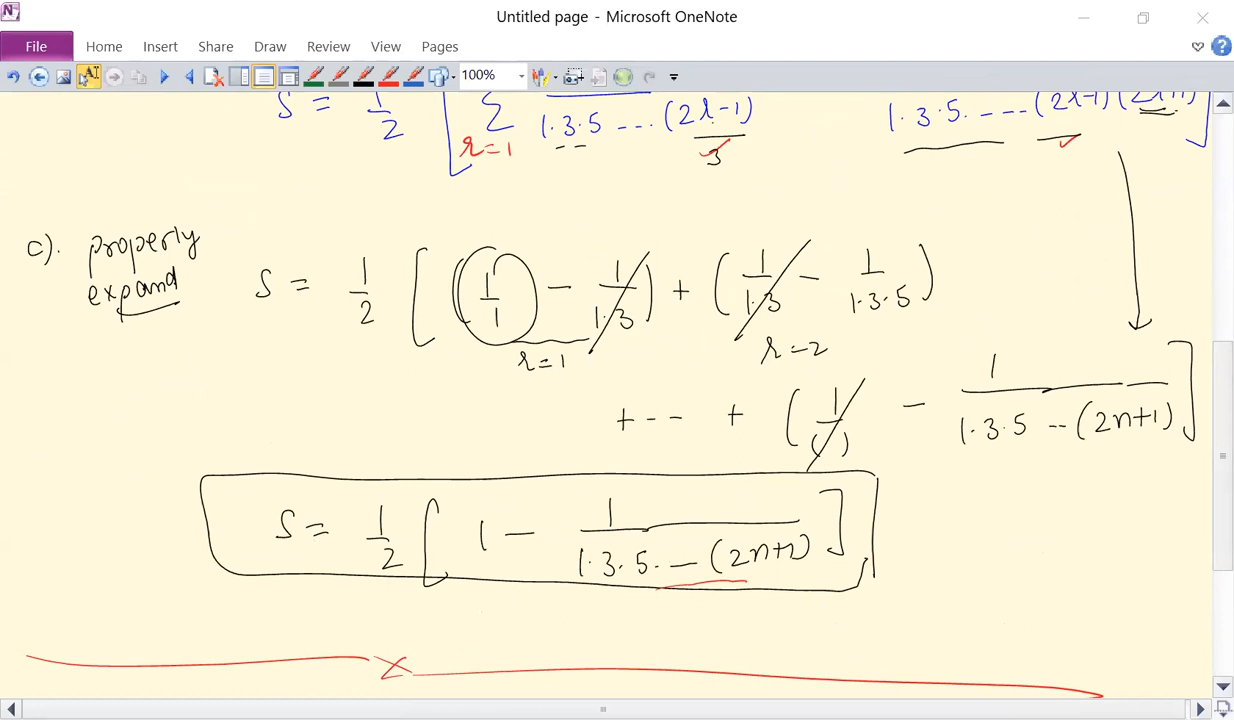 Untitled page - Microsoft OneNote
File Home Insert Share Draw Review View Pages
100%
S = 1/2 [ Σ r=1 1·3·5 ... (2r-1) 1·3·5. --- (2r-1)(2r+1) ]
3
c). properly expand
S = 1/2 [ ( 1/1 - 1/1·3 ) + ( 1/1·3 - 1/1·3·5 )
r=1 r=2
+ -- + ( 1/( ) - 1/1·3·5 -- (2n+1) ]
S = 1/2 [ 1 - 1/1·3·5. -- (2n+1) ]